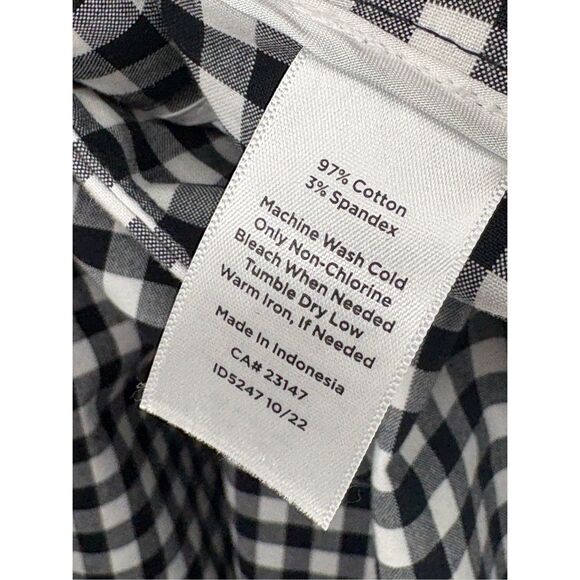 97% Cotton
3% Spandex
Machine Wash Cold
Only Non-Chlorine
Bleach When Needed
Tumble Dry Low
Warm Iron, If Needed
Made In Indonesia
CA# 23147
ID5247 10/22